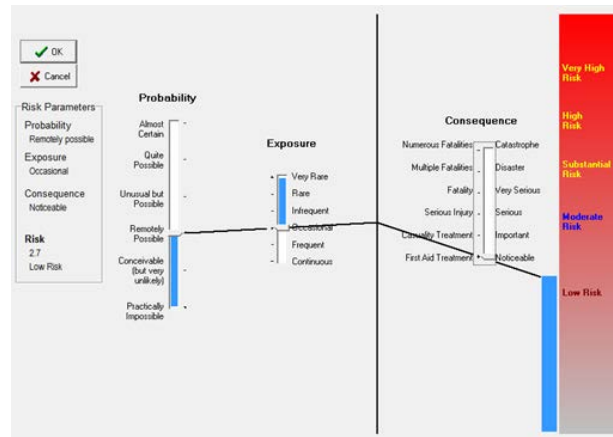 OK
Cancel
Risk Parameters
Probability
Remotely possible
Exposure
Occasional
Consequence
Noticeable
Risk
2.7
Low Risk
Probability
Almost
Certain
Quite
Possible
Unusual but
Possible
Remotely
Possible
Conceivable
(but very
unlikely)
Practically
Impossible
Exposure
Very Rare
Rare
Infrequent
Occasional
Frequent
Continuous
Consequence
Numerous Fatalities Catastrophe
Multiple Fatalities Disaster
Fatality Very Serious
Serious Injury Serious
Casualty Treatment Important
First Aid Treatment Noticeable
Very High
Risk
High
Risk
Substantial
Risk
Moderate
Risk
Low Risk